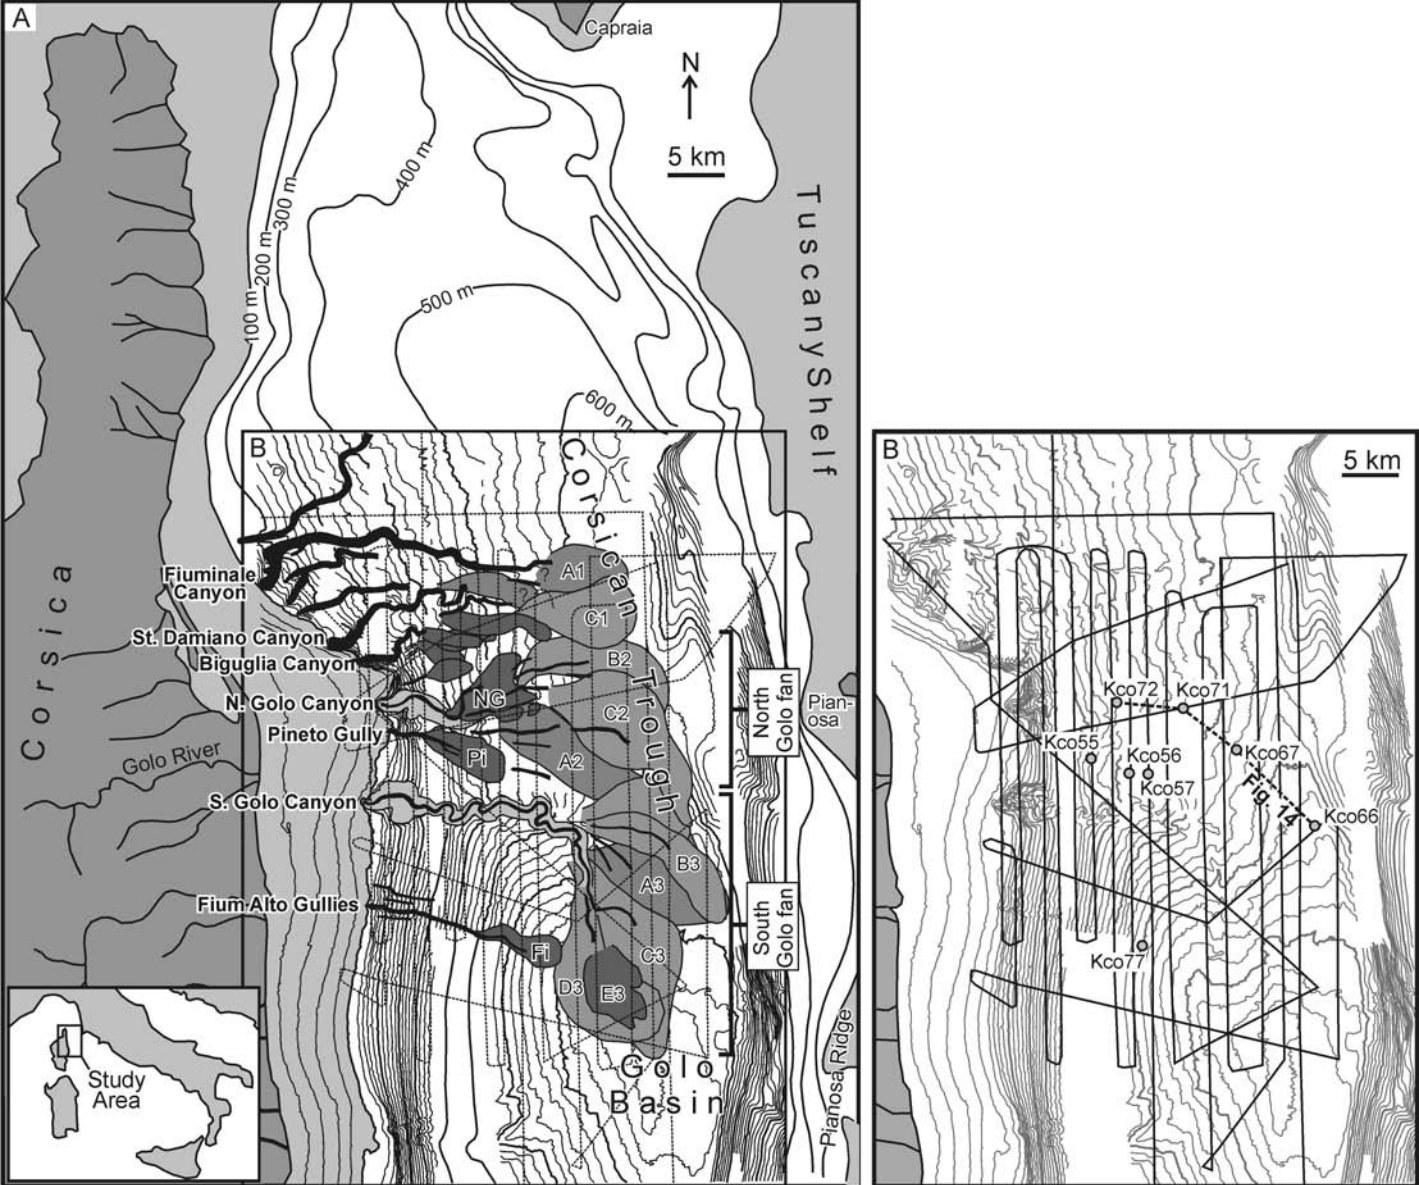 A
Capraia
N
5 km
400 m
300 m
200 m
100 m
500 m
600 m
Tuscany Shelf
B
Corsican Trough
Corsica
Fiuminale
Canyon
St. Damiano Canyon
Biguglia Canyon
N. Golo Canyon
Pineto Gully
Golo River
S. Golo Canyon
Fium Alto Gullies
A1
?
?
C1
B2
NG
C2
Pi
A2
B3
A3
Fi
C3
D3
E3
North
Golo fan
South
Golo fan
Pian-
osa
Pianosa Ridge
Golo
Basin
Study
Area
B
5 km
Kco72
Kco71
Kco55
Kco56
Kco67
Kco57
Fig. 14
Kco66
Kco77